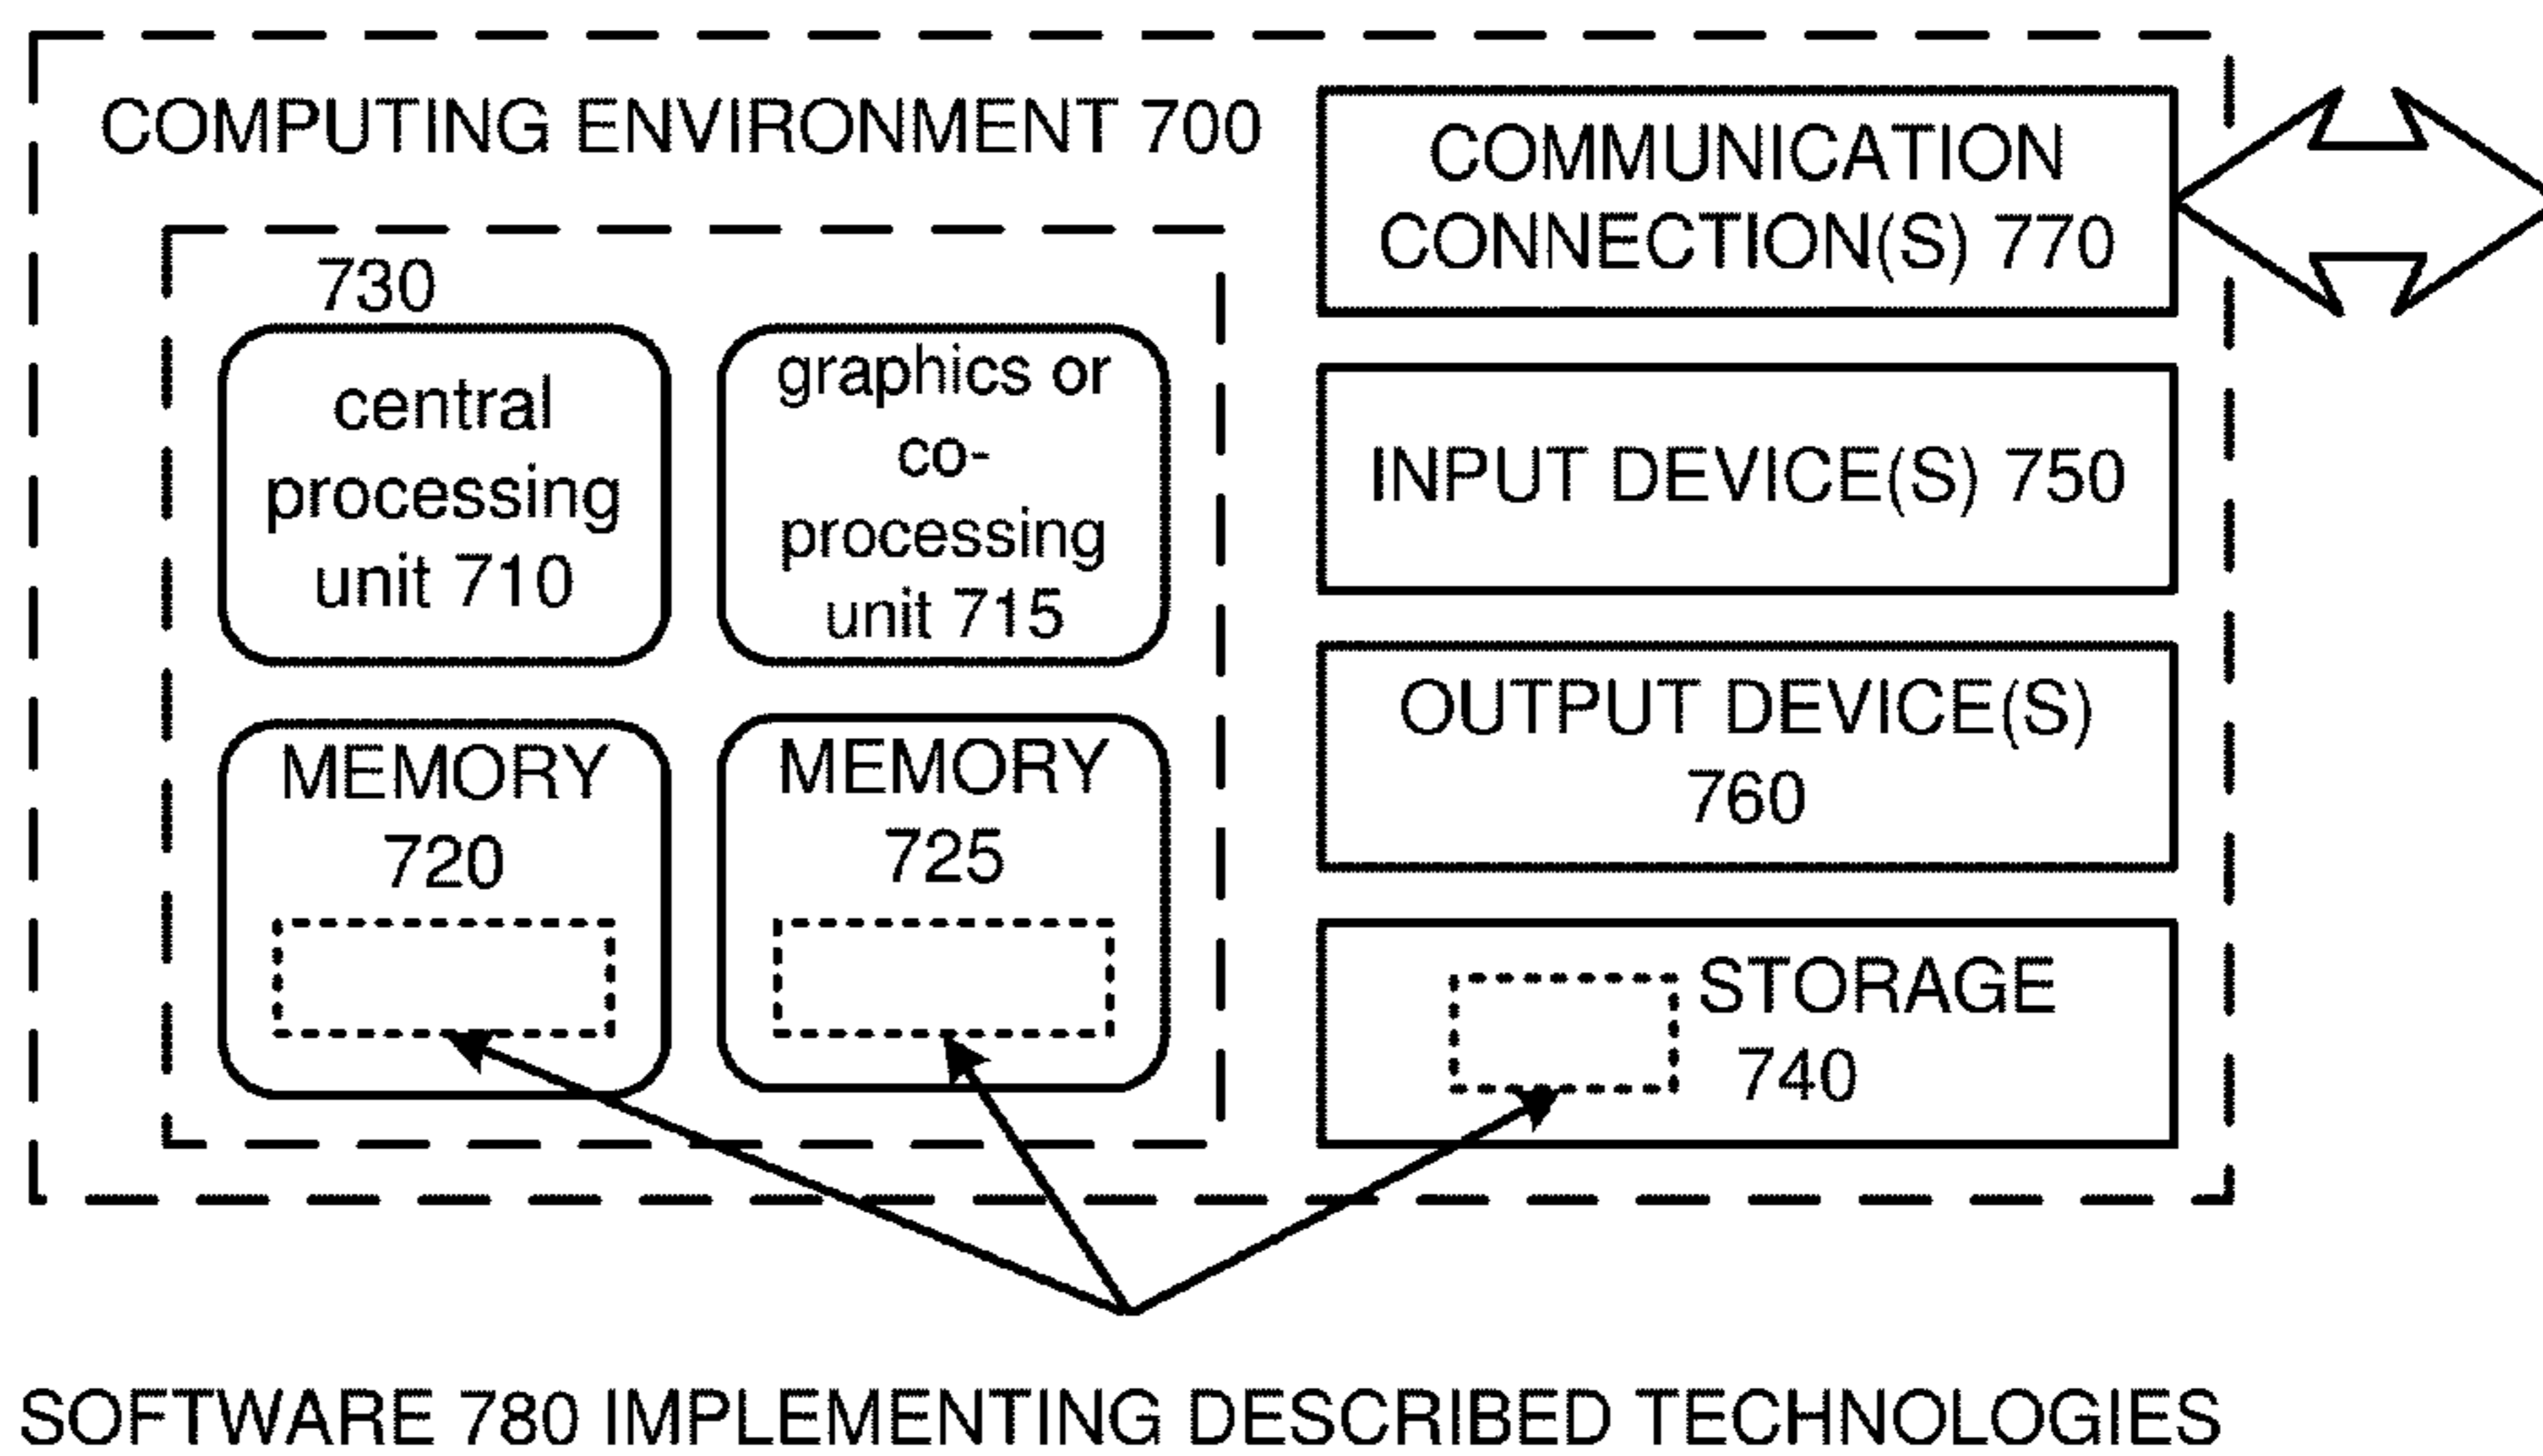 COMPUTING ENVIRONMENT 700
730
central
processing
unit 710
graphics or
co-
processing
unit 715
MEMORY
720
MEMORY
725
COMMUNICATION
CONNECTION(S) 770
INPUT DEVICE(S) 750
OUTPUT DEVICE(S)
760
STORAGE
740
SOFTWARE 780 IMPLEMENTING DESCRIBED TECHNOLOGIES